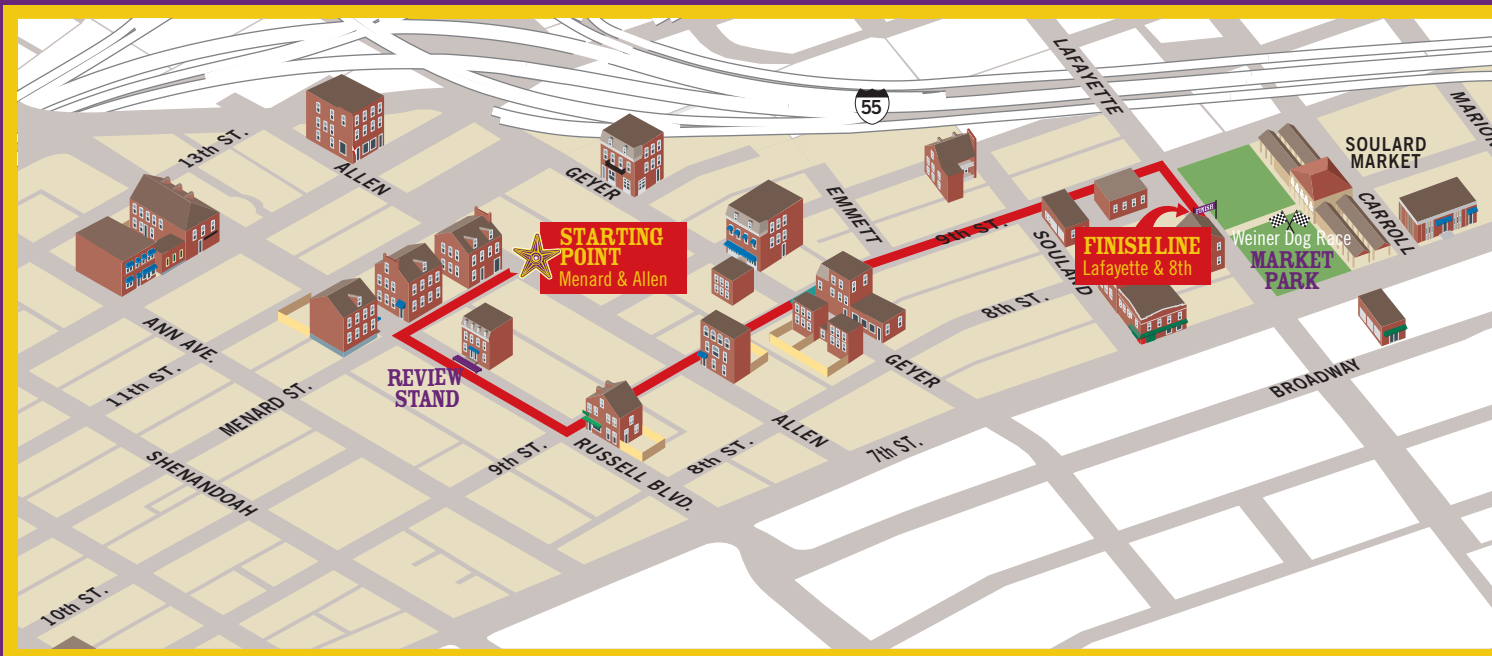 LAFAYETTE
55
MARION
SOULARD
MARKET
13th ST.
ALLEN
GEYER
EMMETT
CARROLL
STARTING
POINT
Menard & Allen
9th ST.
SOULARD
FINISH
FINISH LINE
Lafayette & 8th
Weiner Dog Race
MARKET
PARK
8th ST.
ANN AVE.
11th ST.
MENARD ST.
REVIEW
STAND
GEYER
BROADWAY
SHENANDOAH
9th ST.
RUSSELL BLVD.
8th ST.
ALLEN
7th ST.
10th ST.